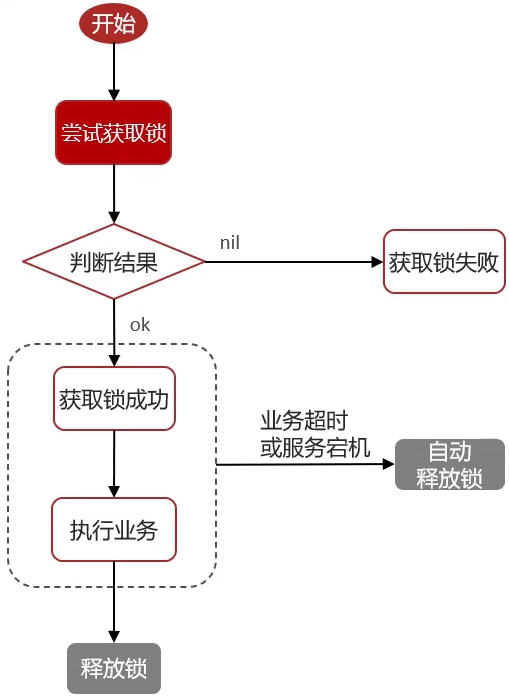 开始
尝试获取锁
判断结果
nil
获取锁失败
ok
获取锁成功
业务超时
或服务宕机
自动
释放锁
执行业务
释放锁